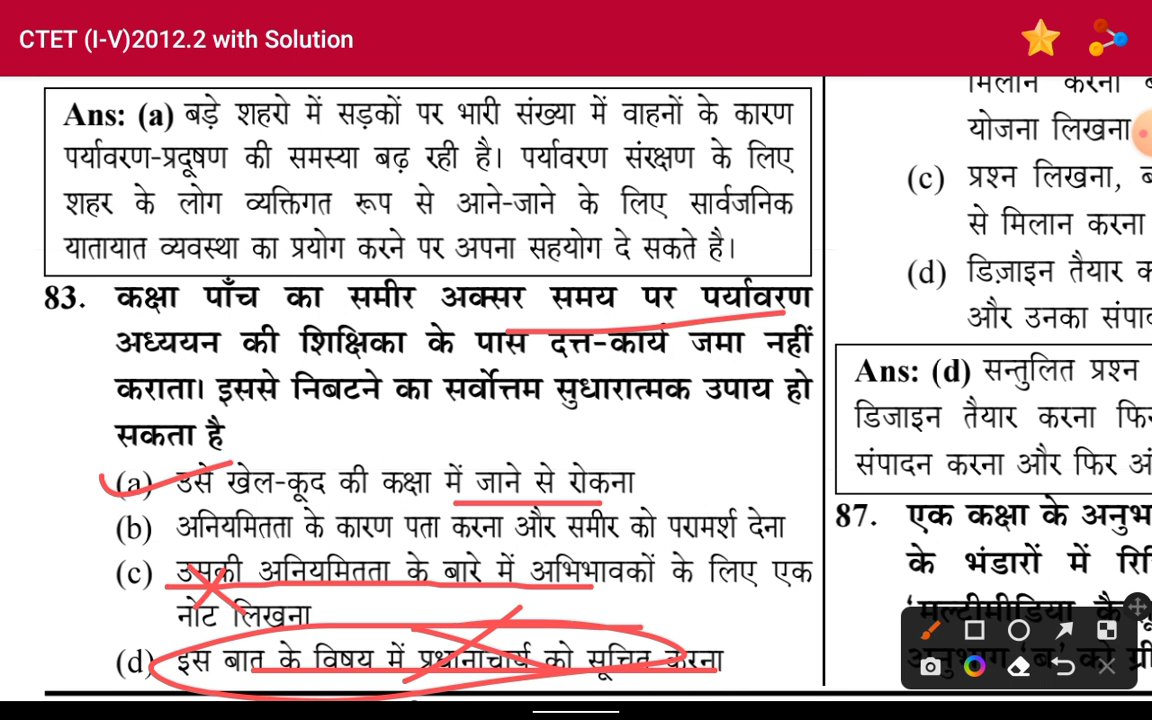 CTET (I-V)2012.2 with Solution
Ans: (a) बड़े शहरो में सड़कों पर भारी संख्या में वाहनों के कारण
पर्यावरण-प्रदूषण की समस्या बढ़ रही है। पर्यावरण संरक्षण के लिए
शहर के लोग व्यक्तिगत रूप से आने-जाने के लिए सार्वजनिक
यातायात व्यवस्था का प्रयोग करने पर अपना सहयोग दे सकते है।
83. कक्षा पाँच का समीर अक्सर समय पर पर्यावरण
अध्ययन की शिक्षिका के पास दत्त-कार्य जमा नहीं
कराता। इससे निबटने का सर्वोत्तम सुधारात्मक उपाय हो
सकता है
(a) उसे खेल-कूद की कक्षा में जाने से रोकना
(b) अनियमितता के कारण पता करना और समीर को परामर्श देना
(c) उसकी अनियमितता के बारे में अभिभावकों के लिए एक
नोट लिखना
(d) इस बात के विषय में प्रधानाचार्य को सूचित करना
मिलान करना
योजना लिखना
(c) प्रश्न लिखना,
से मिलान करना
(d) डिज़ाइन तैयार
और उनका
Ans: (d) सन्तुलित प्रश्न
डिजाइन तैयार करना
संपादन करना और फिर
87. एक कक्षा के
के भंडारों में